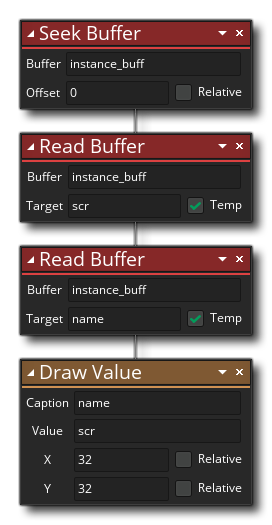 Seek Buffer
Buffer instance_buff
Offset 0 Relative
Read Buffer
Buffer instance_buff
Target scr Temp
Read Buffer
Buffer instance_buff
Target name Temp
Draw Value
Caption name
Value scr
X 32 Relative
Y 32 Relative